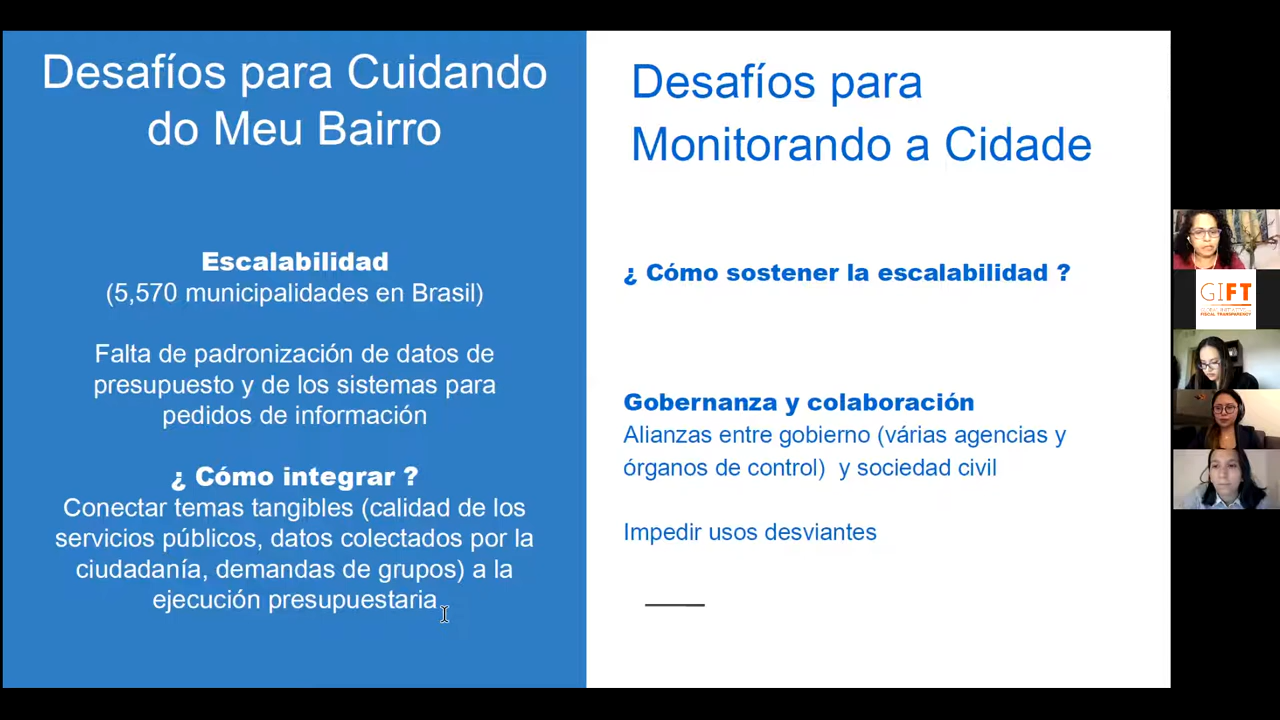 Desafíos para Cuidando
do Meu Bairro
Escalabilidad
(5,570 municipalidades en Brasil)
Falta de padronización de datos de
presupuesto y de los sistemas para
pedidos de información
¿ Cómo integrar ?
Conectar temas tangibles (calidad de los
servicios públicos, datos colectados por la
ciudadanía, demandas de grupos) a la
ejecución presupuestaria
Desafíos para
Monitorando a Cidade
¿ Cómo sostener la escalabilidad ?
Gobernanza y colaboración
Alianzas entre gobierno (várias agencias y
órganos de control)  y sociedad civil
Impedir usos desviantes
GIFT
FISCAL TRANSPARENCY